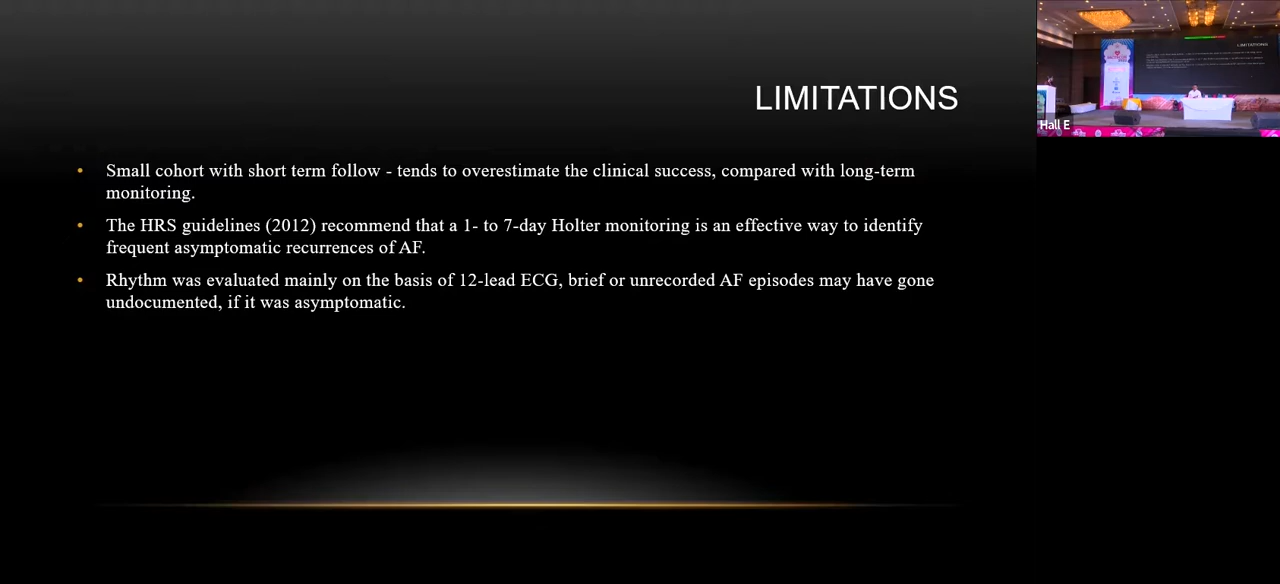 LIMITATIONS
• Small cohort with short term follow - tends to overestimate the clinical success, compared with long-term
monitoring.
• The HRS guidelines (2012) recommend that a 1- to 7-day Holter monitoring is an effective way to identify
frequent asymptomatic recurrences of AF.
• Rhythm was evaluated mainly on the basis of 12-lead ECG, brief or unrecorded AF episodes may have gone
undocumented, if it was asymptomatic.
LIMITATIONS
Hall E